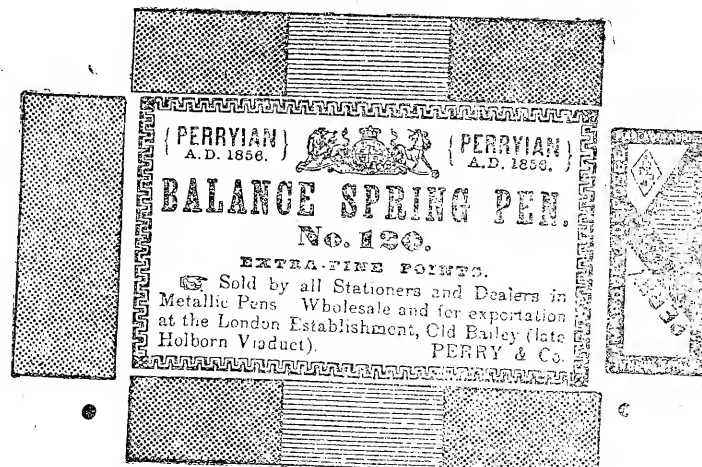 { PERRYIAN } { PERRYIAN }
A.D. 1856. A.D. 1856.
BALANCE SPRING PEN.
No. 120.
EXTRA-FINE POINTS.
☞ Sold by all Stationers and Dealers in
Metallic Pens Wholesale and for exportation
at the London Establishment, Old Bailey (late
Holborn Viaduct). PERRY & Co.
PERRY